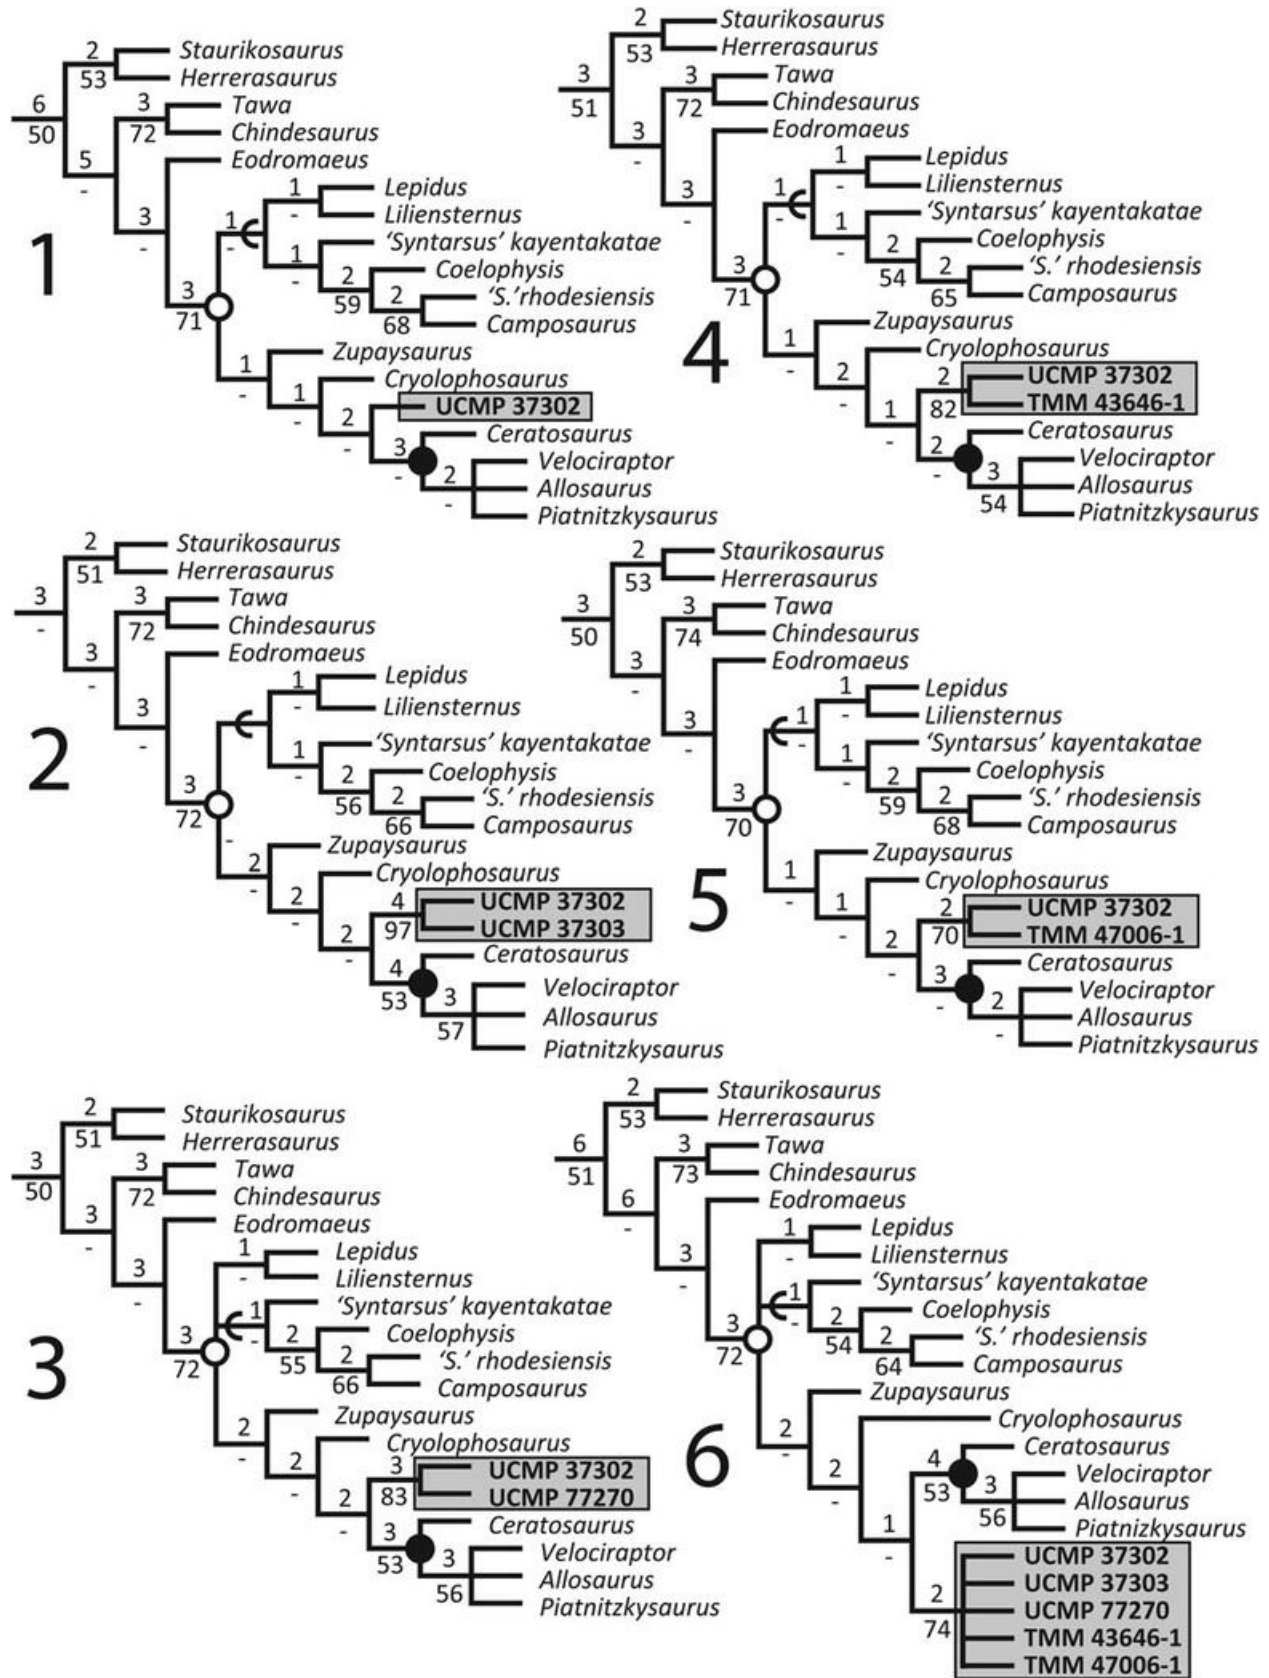 2
Staurikosaurus
53
Herrerasaurus
6
3
Tawa
50
72
Chindesaurus
5
Eodromaeus
-
1
Lepidus
3
1
-
Liliensternus
-
-
'Syntarsus' kayentakatae
1
1
2
Coelophysis
-
3
59
2
'S.'rhodesiensis
71
68
Camposaurus
Zupaysaurus
1
Cryolophosaurus
-
1
UCMP 37302
-
2
Ceratosaurus
-
3
Velociraptor
-
2
Allosaurus
-
Piatnitzkysaurus
2
Staurikosaurus
51
Herrerasaurus
3
3
Tawa
-
72
Chindesaurus
3
Eodromaeus
-
1
Lepidus
3
-
Liliensternus
-
2
'Syntarsus' kayentakatae
1
-
2
Coelophysis
3
56
2
'S.' rhodesiensis
72
66
Camposaurus
-
Zupaysaurus
2
Cryolophosaurus
-
2
4
UCMP 37302
-
97
UCMP 37303
2
Ceratosaurus
-
4
Velociraptor
53
3
Allosaurus
57
Piatnitzkysaurus
2
Staurikosaurus
51
Herrerasaurus
3
3
Tawa
50
72
Chindesaurus
3
Eodromaeus
-
1
Lepidus
3
-
Liliensternus
-
1
'Syntarsus' kayentakatae
3
-
2
Coelophysis
3
55
2
'S.' rhodesiensis
72
66
Camposaurus
Zupaysaurus
2
Cryolophosaurus
-
2
3
UCMP 37302
-
83
UCMP 77270
2
Ceratosaurus
-
3
Velociraptor
53
3
Allosaurus
56
Piatnitzkysaurus
2
Staurikosaurus
53
Herrerasaurus
3
3
Tawa
51
72
Chindesaurus
3
Eodromaeus
-
1
Lepidus
3
1
-
Liliensternus
-
-
'Syntarsus' kayentakatae
1
-
2
Coelophysis
3
54
2
'S.' rhodesiensis
71
65
Camposaurus
4
Zupaysaurus
1
Cryolophosaurus
-
2
2
UCMP 37302
-
82
TMM 43646-1
1
Ceratosaurus
-
2
Velociraptor
-
3
Allosaurus
54
Piatnitzkysaurus
2
Staurikosaurus
53
Herrerasaurus
3
3
Tawa
50
74
Chindesaurus
3
Eodromaeus
-
1
Lepidus
3
1
-
Liliensternus
-
-
'Syntarsus' kayentakatae
1
-
2
Coelophysis
3
59
2
'S.' rhodesiensis
70
68
Camposaurus
5
Zupaysaurus
1
Cryolophosaurus
-
1
2
UCMP 37302
-
70
TMM 47006-1
2
Ceratosaurus
-
3
Velociraptor
-
2
Allosaurus
-
Piatnitzkysaurus
2
Staurikosaurus
53
Herrerasaurus
6
3
Tawa
51
73
Chindesaurus
6
Eodromaeus
-
1
Lepidus
3
-
Liliensternus
-
1
'Syntarsus' kayentakatae
-
2
Coelophysis
3
54
2
'S.' rhodesiensis
72
64
Camposaurus
6
Zupaysaurus
2
Cryolophosaurus
-
2
4
Ceratosaurus
-
53
3
Velociraptor
56
Allosaurus
1
Piatnizkysaurus
-
UCMP 37302
UCMP 37303
2
UCMP 77270
74
TMM 43646-1
TMM 47006-1